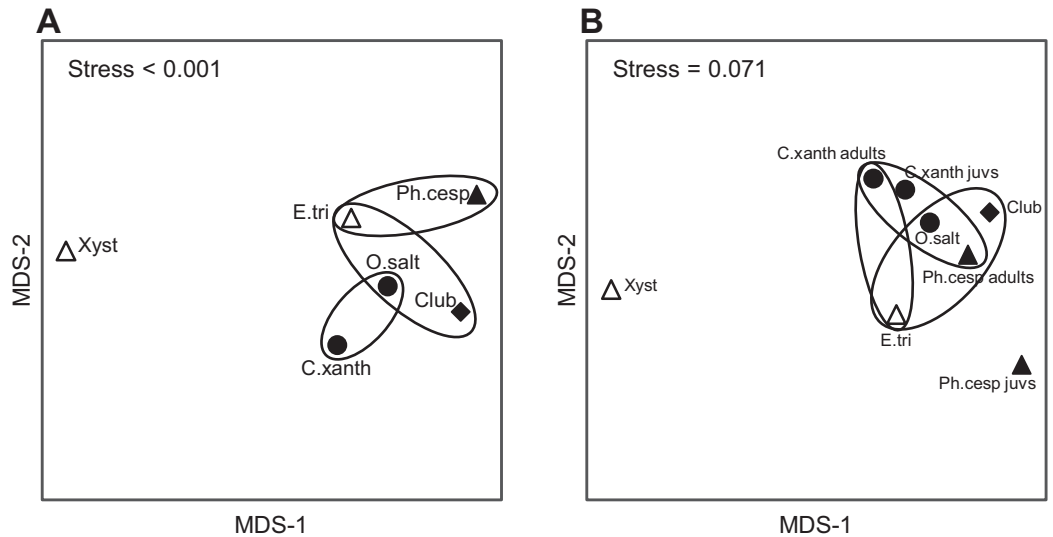 A
Stress < 0.001
Ph.cesp
E.tri
Xyst
O.salt
Club
C.xanth
MDS-2
MDS-1
B
Stress = 0.071
C.xanth adults
C.xanth juvs
Club
O.salt
Ph.cesp adults
Xyst
E.tri
Ph.cesp juvs
MDS-2
MDS-1